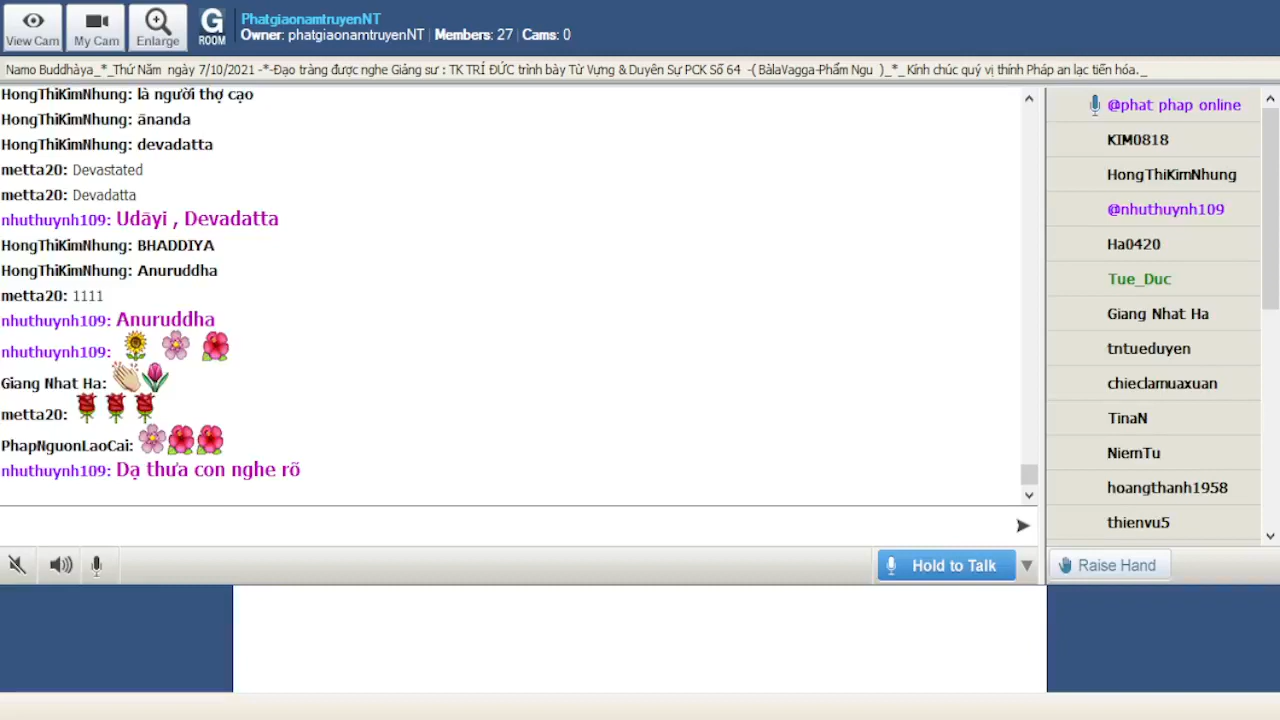 View Cam
My Cam
Enlarge
G
ROOM
PhatgiaonamtruyenNT
Owner: phatgiaonamtruyenNT | Members: 27 | Cams: 0
Namo Buddhàya_*_Thứ Năm ngày 7/10/2021 -*-Đạo tràng được nghe Giảng sư : TK TRÍ ĐỨC trình bày Từ Vựng & Duyên Sự PCK Số 64 -( BàlaVagga-Phẩm Ngu )_*_ Kính chúc quý vị thính Pháp an lạc tiến hóa._
HongThiKimNhung: là người thợ cạo
HongThiKimNhung: ānanda
HongThiKimNhung: devadatta
metta20: Devastated
metta20: Devadatta
nhuthuynh109: Udāyi , Devadatta
HongThiKimNhung: BHADDIYA
HongThiKimNhung: Anuruddha
metta20: 1111
nhuthuynh109: Anuruddha
nhuthuynh109:
Giang Nhat Ha:
metta20:
PhapNguonLaoCai:
nhuthuynh109: Dạ thưa con nghe rõ
@phat phap online
KIM0818
HongThiKimNhung
@nhuthuynh109
Ha0420
Tue_Duc
Giang Nhat Ha
tntueduyen
chieclamuaxuan
TinaN
NiemTu
hoangthanh1958
thienvu5
Hold to Talk
Raise Hand